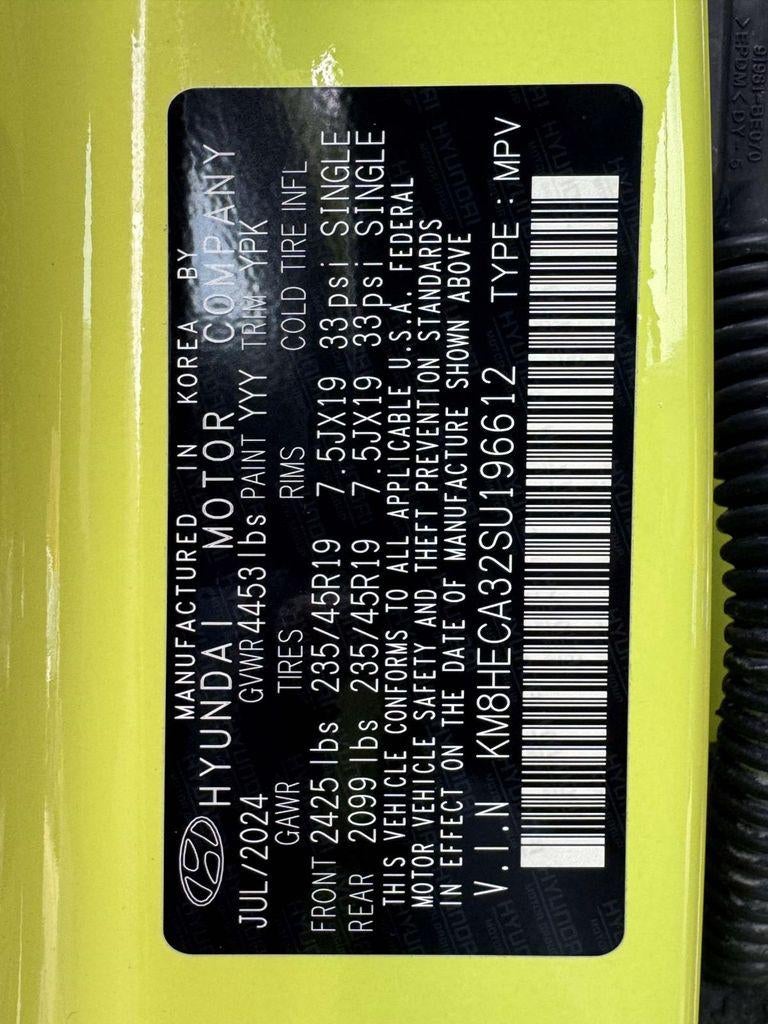 MANUFACTURED IN KOREA BY
HYUNDAI MOTOR COMPANY
JUL/2024 GVWR 4453lbs PAINT YYY TRIM YPK
GAWR TIRES RIMS COLD TIRE INFL
FRONT 2425lbs 235/45R19 7.5JX19 33psi SINGLE
REAR 2099lbs 235/45R19 7.5JX19 33psi SINGLE
THIS VEHICLE CONFORMS TO ALL APPLICABLE U.S.A. FEDERAL
MOTOR VEHICLE SAFETY AND THEFT PREVENTION STANDARDS
IN EFFECT ON THE DATE OF MANUFACTURE SHOWN ABOVE
V.I.N KM8HECA32SU196612 TYPE : MPV
>EPDM<